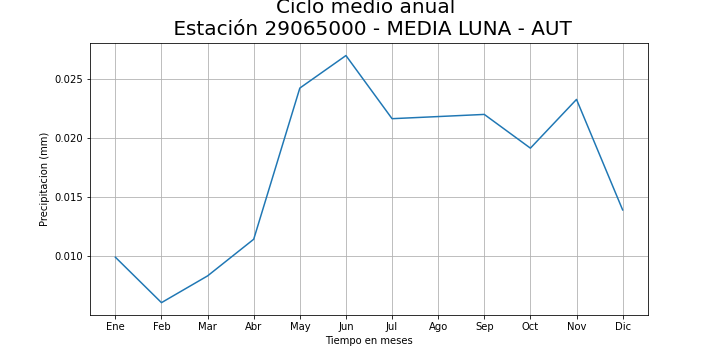 Ciclo medio anual
Estación 29065000 - MEDIA LUNA - AUT
0.025
0.020
0.015
0.010
Precipitacion (mm)
Ene Feb Mar Abr May Jun Jul Ago Sep Oct Nov Dic
Tiempo en meses